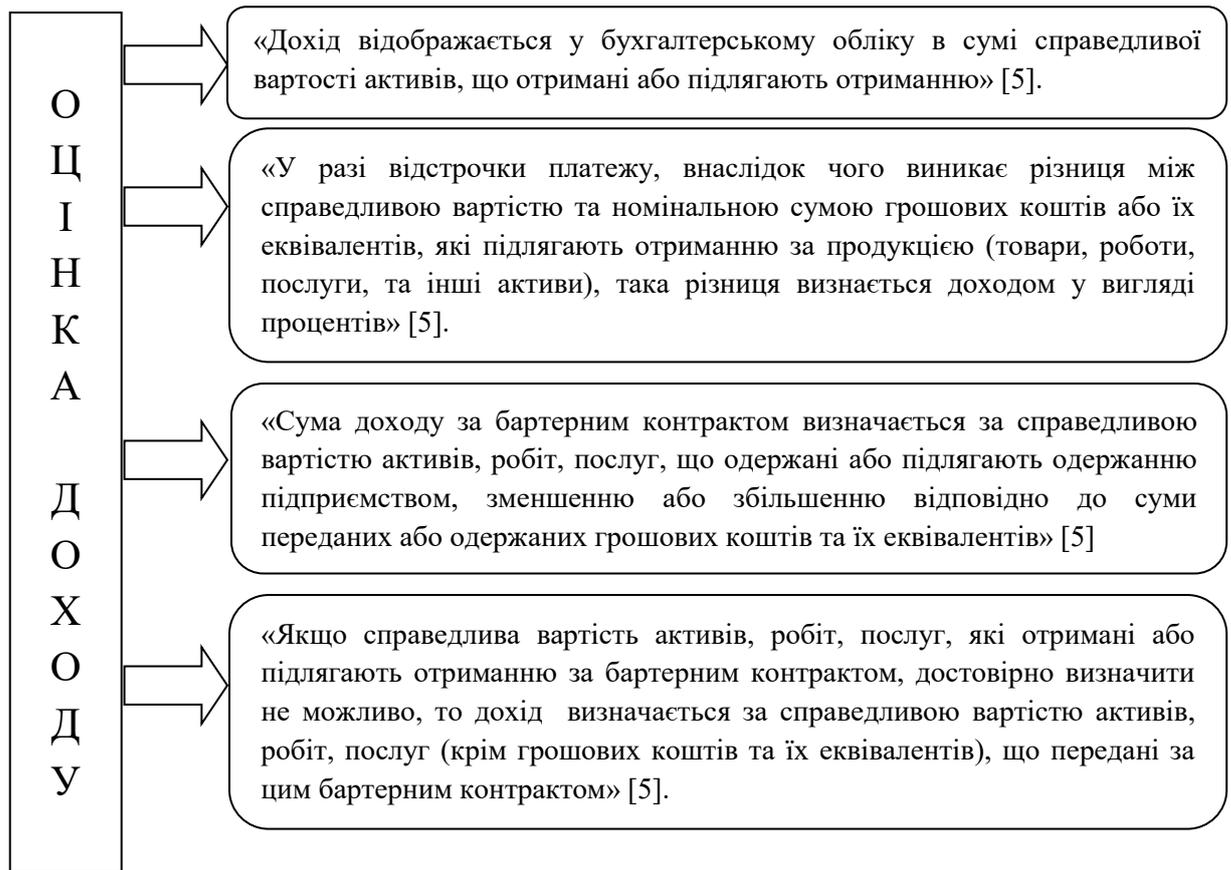 О
Ц
І
Н
К
А
Д
О
Х
О
Д
У
«Дохід відображається у бухгалтерському обліку в сумі справедливої
вартості активів, що отримані або підлягають отриманню» [5].
«У разі відстрочки платежу, внаслідок чого виникає різниця між
справедливою вартістю та номінальною сумою грошових коштів або їх
еквівалентів, які підлягають отриманню за продукцією (товари, роботи,
послуги, та інші активи), така різниця визнається доходом у вигляді
процентів» [5].
«Сума доходу за бартерним контрактом визначається за справедливою
вартістю активів, робіт, послуг, що одержані або підлягають одержанню
підприємством, зменшенню або збільшенню відповідно до суми
переданих або одержаних грошових коштів та їх еквівалентів» [5]
«Якщо справедлива вартість активів, робіт, послуг, які отримані або
підлягають отриманню за бартерним контрактом, достовірно визначити
не можливо, то дохід визначається за справедливою вартістю активів,
робіт, послуг (крім грошових коштів та їх еквівалентів), що передані за
цим бартерним контрактом» [5].